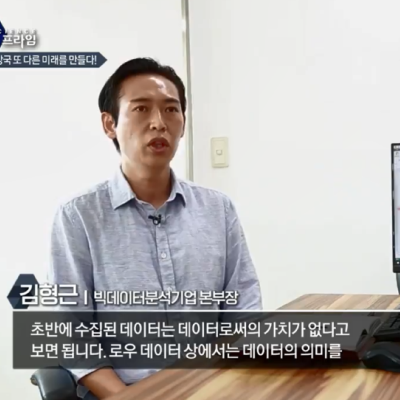 프라임
강국 또 다른 미래를 만들다!
김형근 | 빅데이터분석기업 본부장
초반에 수집된 데이터는 데이터로써의 가치가 없다고
보면 됩니다. 로우 데이터 상에서는 데이터의 의미를